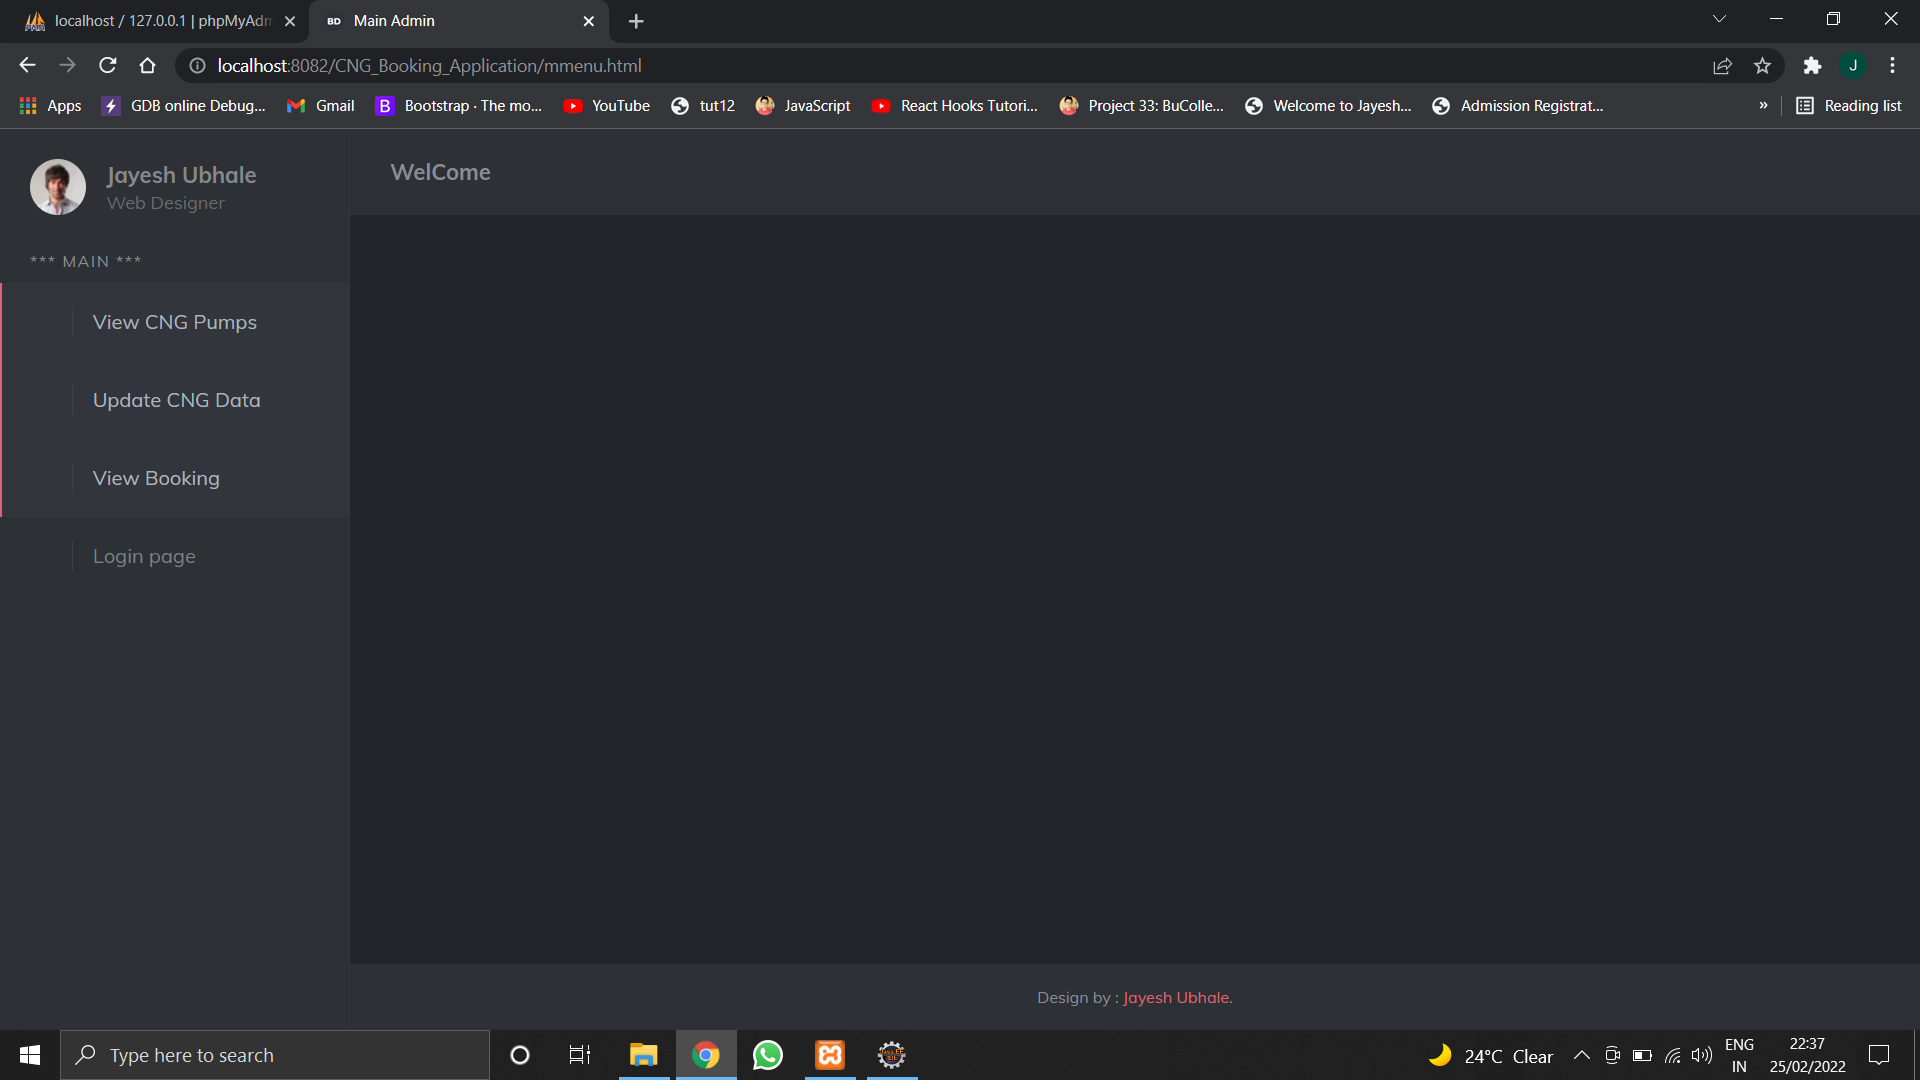 localhost / 127.0.0.1 | phpMyAdm
BD Main Admin
localhost:8082/CNG_Booking_Application/mmenu.html
J
Apps
GDB online Debug...
Gmail
B Bootstrap · The mo...
YouTube
tut12
JavaScript
React Hooks Tutori...
Project 33: BuColle...
Welcome to Jayesh...
Admission Registrat...
»
Reading list
Jayesh Ubhale
Web Designer
WelCome
*** MAIN ***
View CNG Pumps
Update CNG Data
View Booking
Login page
Design by : Jayesh Ubhale.
Type here to search
24°C Clear
ENG
IN
22:37
25/02/2022